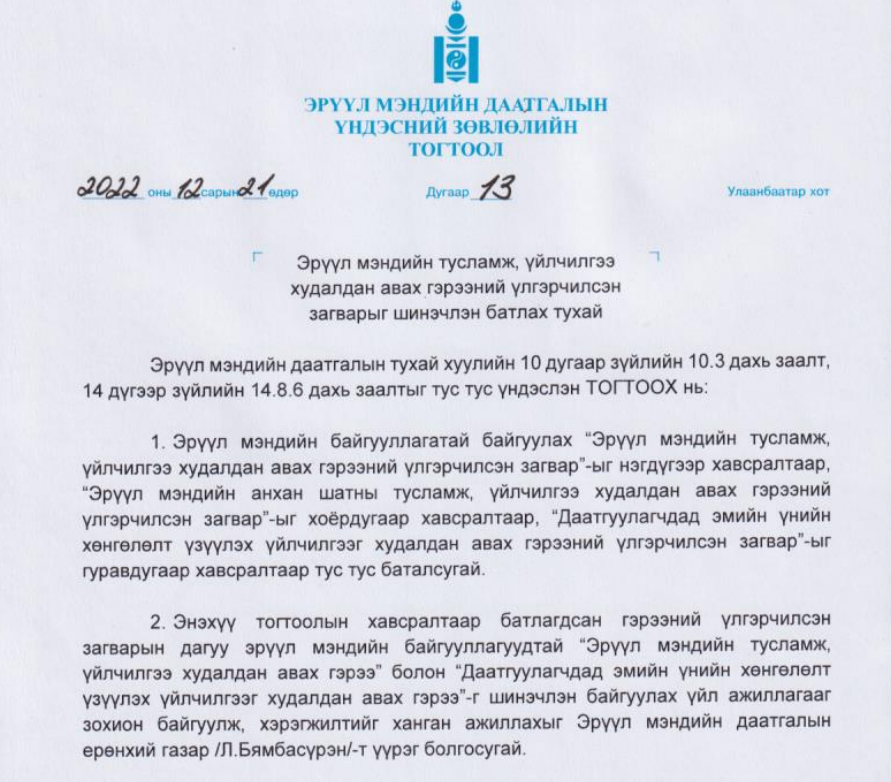 ЭРҮҮЛ МЭНДИЙН ДААТГАЛЫН
ҮНДЭСНИЙ ЗӨВЛӨЛИЙН
ТОГТООЛ
2022 оны 12 сарын 21 өдөр Дугаар 13 Улаанбаатар хот
Эрүүл мэндийн тусламж, үйлчилгээ
худалдан авах гэрээний үлгэрчилсэн
загварыг шинэчлэн батлах тухай
Эрүүл мэндийн даатгалын тухай хуулийн 10 дугаар зүйлийн 10.3 дахь заалт,
14 дүгээр зүйлийн 14.8.6 дахь заалтыг тус тус үндэслэн ТОГТООХ нь:
1. Эрүүл мэндийн байгууллагатай байгуулах “Эрүүл мэндийн тусламж,
үйлчилгээ худалдан авах гэрээний үлгэрчилсэн загвар”-ыг нэгдүгээр хавсралтаар,
“Эрүүл мэндийн анхан шатны тусламж, үйлчилгээ худалдан авах гэрээний
үлгэрчилсэн загвар”-ыг хоёрдугаар хавсралтаар, “Даатгуулагчдад эмийн үнийн
хөнгөлөлт үзүүлэх үйлчилгээг худалдан авах гэрээний үлгэрчилсэн загвар”-ыг
гуравдугаар хавсралтаар тус тус баталсугай.
2. Энэхүү тогтоолын хавсралтаар батлагдсан гэрээний үлгэрчилсэн
загварын дагуу эрүүл мэндийн байгууллагуудтай “Эрүүл мэндийн тусламж,
үйлчилгээ худалдан авах гэрээ” болон “Даатгуулагчдад эмийн үнийн хөнгөлөлт
үзүүлэх үйлчилгээг худалдан авах гэрээ”-г шинэчлэн байгуулах үйл ажиллагааг
зохион байгуулж, хэрэгжилтийг ханган ажиллахыг Эрүүл мэндийн даатгалын
ерөнхий газар /Л.Бямбасүрэн/-т үүрэг болгосугай.